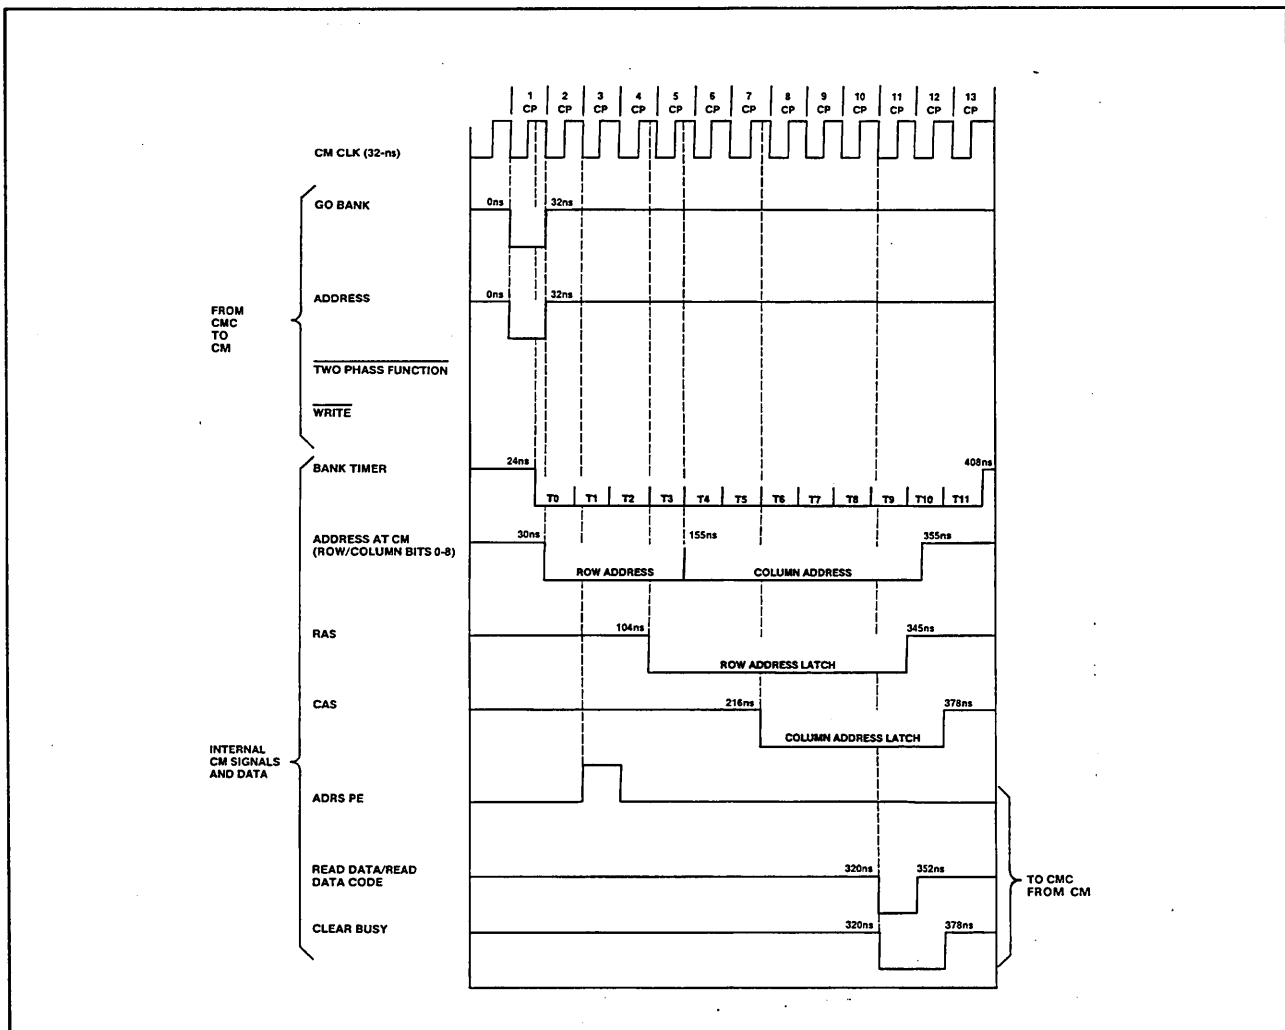 1 2 3 4 5 6 7 8 9 10 11 12 13
CP CP CP CP CP CP CP CP CP CP CP CP CP
CM CLK (32-ns)
GO BANK 0ns 32ns
ADDRESS 0ns 32ns
FROM
CMC
TO
CM
TWO PHASS FUNCTION
WRITE
BANK TIMER 24ns 408ns
T0 T1 T2 T3 T4 T5 T6 T7 T8 T9 T10 T11
ADDRESS AT CM 30ns 155ns 355ns
(ROW/COLUMN BITS 0-8)
ROW ADDRESS COLUMN ADDRESS
RAS 104ns 345ns
ROW ADDRESS LATCH
CAS 216ns 378ns
COLUMN ADDRESS LATCH
INTERNAL
CM SIGNALS
AND DATA
ADRS PE
READ DATA/READ 320ns 352ns
DATA CODE
TO CMC
FROM CM
CLEAR BUSY 320ns 378ns